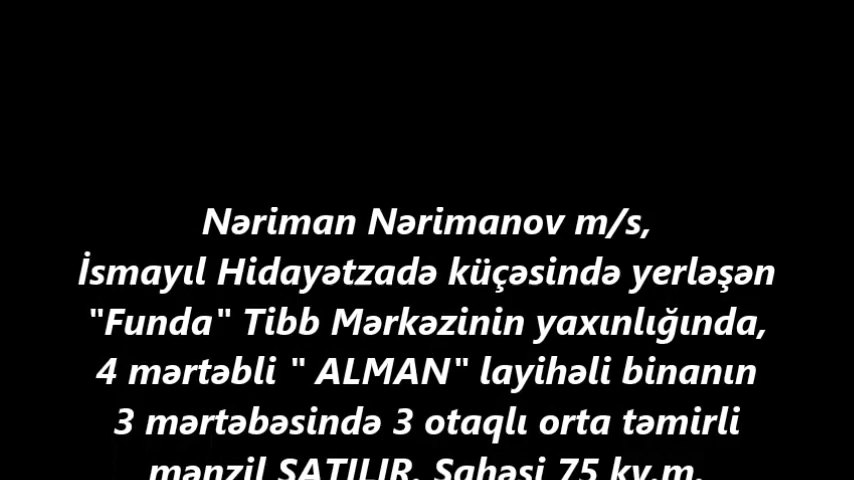 Nəriman Nərimanov m/s,
İsmayıl Hidayətzadə küçəsində yerləşən
"Funda" Tibb Mərkəzinin yaxınlığında,
4 mərtəbli " ALMAN" layihəli binanın
3 mərtəbəsində 3 otaqlı orta təmirli
mənzil SATILIR. Sahəsi 75 kv.m.